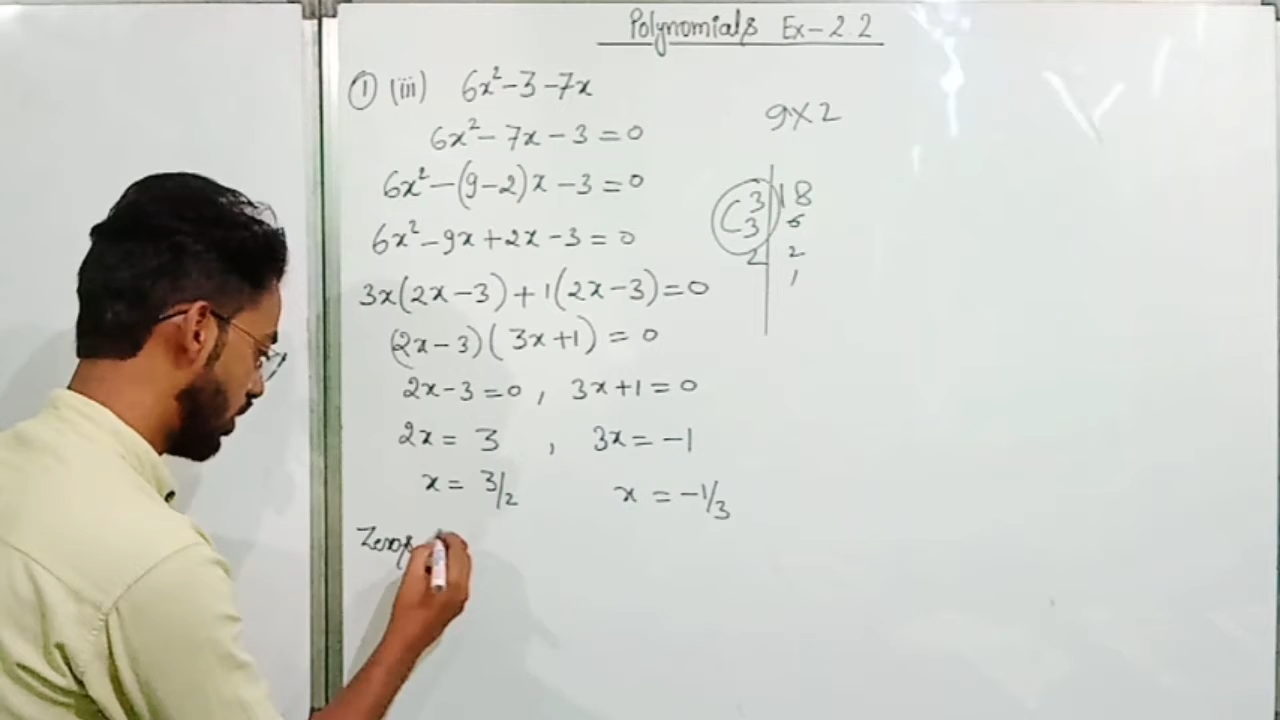 Polynomials Ex-2.2
① (iii) 6x²-3-7x
6x²-7x-3=0
6x²-(9-2)x-3=0
6x²-9x+2x-3=0
3x(2x-3)+1(2x-3)=0
(2x-3)(3x+1)=0
2x-3=0, 3x+1=0
2x=3, 3x=-1
x=3/2 x=-1/3
Zeros
9×2
3 18
3 6
2 2
1